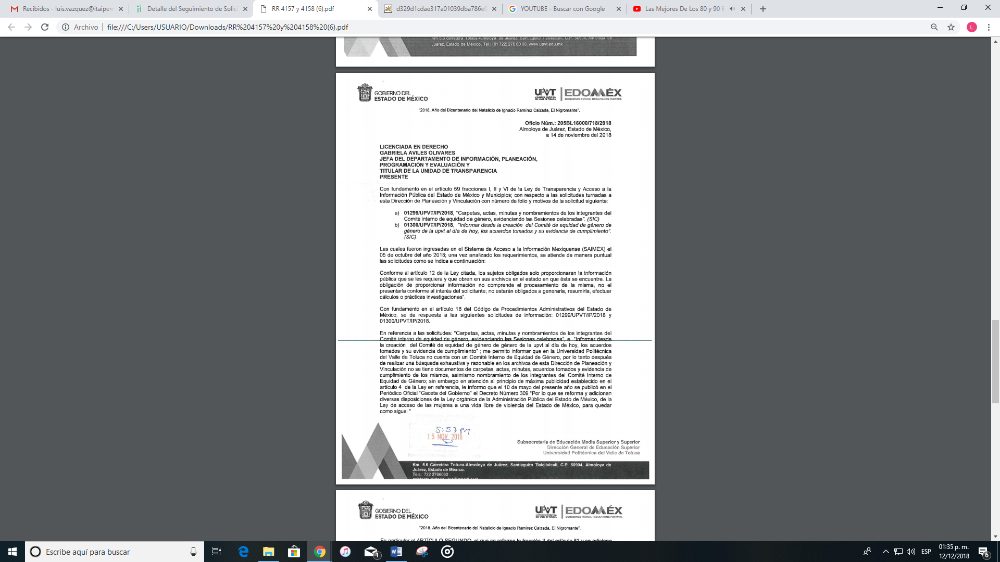 Recibidos - luis.vazquez@itaipem
Detalle del Seguimiento de Solici
RR 4157 y 4158 (6).pdf
d329d1cdae317a01039dba786e0
YOUTUBE - Buscar con Google
Las Mejores De Los 80 y 90 E
Archivo
file:///C:/Users/USUARIO/Downloads/RR%204157%20y%204158%20(6).pdf
L
Km 5.6 carretera Toluca-Almoloya de Juárez, Santiaguito Tlalcilalcali, C.P. 50904, Almoloya de
Juárez, Estado de México. Tel.: (01 722) 276 60 60. www.upvt.edu.mx
GOBIERNO DEL
ESTADO DE MÉXICO
UPVT
UNIVERSIDAD POLITÉCNICA
DEL VALLE DE TOLUCA
EDOMÉX
DECISIONES FIRMES, RESULTADOS FUERTES.
"2018. Año del Bicentenario del Natalicio de Ignacio Ramírez Calzada, El Nigromante".
Oficio Núm.: 205BL16000/718/2018
Almoloya de Juárez, Estado de México,
a 14 de noviembre del 2018
LICENCIADA EN DERECHO
GABRIELA AVILES OLIVARES
JEFA DEL DEPARTAMENTO DE INFORMACIÓN, PLANEACIÓN,
PROGRAMACIÓN Y EVALUACIÓN Y
TITULAR DE LA UNIDAD DE TRANSPARENCIA
PRESENTE
Con fundamento en el artículo 59 fracciones I, II y VI de la Ley de Transparencia y Acceso a la
Información Pública del Estado de México y Municipios; con respecto a las solicitudes turnadas a
esta Dirección de Planeación y Vinculación con número de folio y motivos de la solicitud siguiente:
a) 01299/UPVT/IP/2018, "Carpetas, actas, minutas y nombramientos de los integrantes del
Comité interno de equidad de género, evidenciando las Sesiones celebradas". (SIC)
b) 01300/UPVT/IP/2018, "Informar desde la creación del Comité de equidad de género de
género de la upvt al día de hoy, los acuerdos tomados y su evidencia de cumplimiento".
(SIC)
Las cuales fueron ingresadas en el Sistema de Acceso a la Información Mexiquense (SAIMEX) el
05 de octubre del año 2018; una vez analizado los requerimientos, se atiende de manera puntual
las solicitudes como se indica a continuación:
Conforme al artículo 12 de la Ley citada, los sujetos obligados solo proporcionaran la información
pública que se les requiera y que obren en sus archivos en el estado en que ésta se encuentre. La
obligación de proporcionar información no comprende el procesamiento de la misma, no el
presentarla conforme al interés del solicitante; no estarán obligados a generarla, resumirla, efectuar
cálculos o prácticas investigaciones".
Con fundamento en el artículo 18 del Código de Procedimientos Administrativos del Estado de
México, se da respuesta a las siguientes solicitudes de información: 01299/UPVT/IP/2018 y
01300/UPVT/IP/2018.
En referencia a las solicitudes: "Carpetas, actas, minutas y nombramientos de los integrantes del
Comité interno de equidad de género, evidenciando las Sesiones celebradas", e "Informar desde
la creación del Comité de equidad de género de género de la upvt al día de hoy, los acuerdos
tomados y su evidencia de cumplimiento" ; me permito informar que en la Universidad Politécnica
del Valle de Toluca no cuenta con un Comité Interno de Equidad de Género, por lo tanto después
de realizar una búsqueda exhaustiva y razonable en los archivos de esta Dirección de Planeación y
Vinculación no se tiene documentos de carpetas, actas, minutas, acuerdos tomados y evidencia de
cumplimiento de los mismos, asimismo nombramiento de los integrantes del Comité Interno de
Equidad de Género; sin embargo en atención al principio de máxima publicidad establecido en el
artículo 4 de la Ley en referencia, le informo que el 10 de mayo del presente año se publicó en el
Periódico Oficial "Gaceta del Gobierno" el Decreto Número 309 "Por lo que se reforma y adicionan
diversas disposiciones de la Ley orgánica de la Administración Pública del Estado de México, de la
Ley de acceso de las mujeres a una vida libre de violencia del Estado de México, para quedar
como sigue: "
5:57 pm
15 NOV 2018
Subsecretaría de Educación Media Superior y Superior
Dirección General de Educación Superior
Universidad Politécnica del Valle de Toluca
Km. 5.6 Carretera Toluca-Almoloya de Juárez, Santiaguito Tlalcilalcali, C.P. 50904, Almoloya de
Juárez, Estado de México.
Tels.: 722 2766060
GOBIERNO DEL
ESTADO DE MÉXICO
UPVT
UNIVERSIDAD POLITÉCNICA
DEL VALLE DE TOLUCA
EDOMÉX
DECISIONES FIRMES, RESULTADOS FUERTES.
"2018. Año del Bicentenario del Natalicio de Ignacio Ramírez Calzada, El Nigromante".
En particular el ARTÍCULO SEGUNDO, el que se reforma la fracción II del artículo 53 y se adiciona
Escribe aquí para buscar
1
ESP
01:35 p. m.
12/12/2018
6